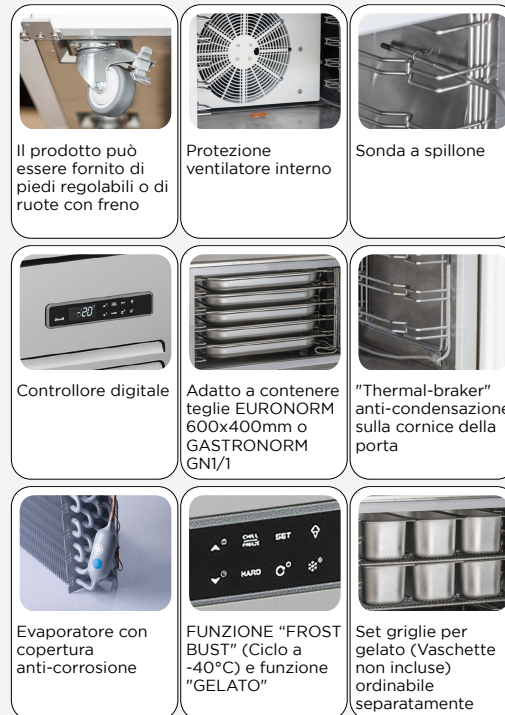 Il prodotto può
essere fornito di
piedi regolabili o di
ruote con freno
Protezione
ventilatore interno
Sonda a spillone
-20
Controllore digitale
Adatto a contenere
teglie EURONORM
600x400mm o
GASTRONORM
GN1/1
"Thermal-braker"
anti-condensazione
sulla cornice della
porta
Evaporatore con
copertura
anti-corrosione
CHILL
FREEZE
SET
HARD
FUNZIONE “FROST
BUST" (Ciclo a
-40°C) e funzione
"GELATO"
Set griglie per
gelato (Vaschette
non incluse)
ordinabile
separatamente